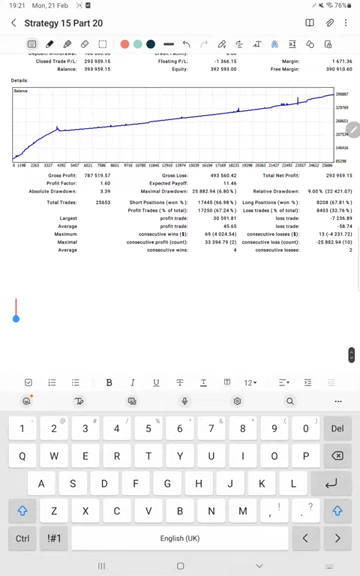 19:21 Mon, 21 Feb 76%
Strategy 15 Part 20
Closed Trade P/L: 293 959.15 Floating P/L: -1 366.15 Margin: 1 671.36
Balance: 393 959.15 Equity: 392 593.00 Free Margin: 390 910.60
Details:
Balance
Gross Profit: 787 519.57 Gross Loss: 493 560.42 Total Net Profit: 293 959.15
Profit Factor: 1.60 Expected Payoff: 11.46
Absolute Drawdown: 3.39 Maximal Drawdown: 25 882.94 (6.80 %) Relative Drawdown: 9.00 % (22 421.07)
Total Trades: 25653 Short Positions (won %): 17445 (66.98 %) Long Positions (won %): 8208 (67.81 %)
Profit Trades (% of total): 17250 (67.24 %) Loss trades (% of total): 8403 (32.76 %)
Largest profit trade: 30 591.81 loss trade: -7 236.89
Average profit trade: 45.65 loss trade: -58.74
Maximum consecutive wins ($): 69 (4 024.54) consecutive losses ($): 13 (-4 231.72)
Maximal consecutive profit (count): 33 394.79 (2) consecutive loss (count): -25 882.94 (10)
Average consecutive wins: 4 consecutive losses: 2
B I U T T T 12
1 2 3 4 5 6 7 8 9 0 Del
Q W E R T Y U I O P
A S D F G H J K L
Z X C V B N M , ! . ?
Ctrl !#1 English (UK) < >